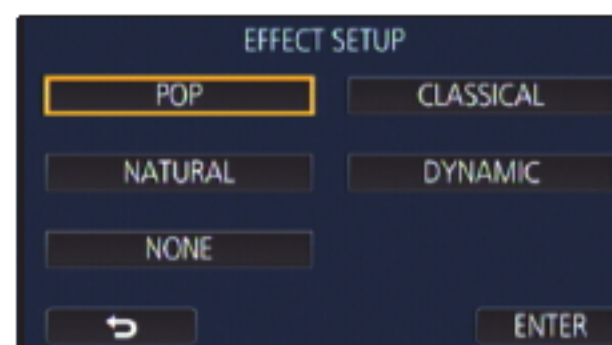 EFFECT SETUP
POP CLASSICAL
NATURAL DYNAMIC
NONE
ENTER